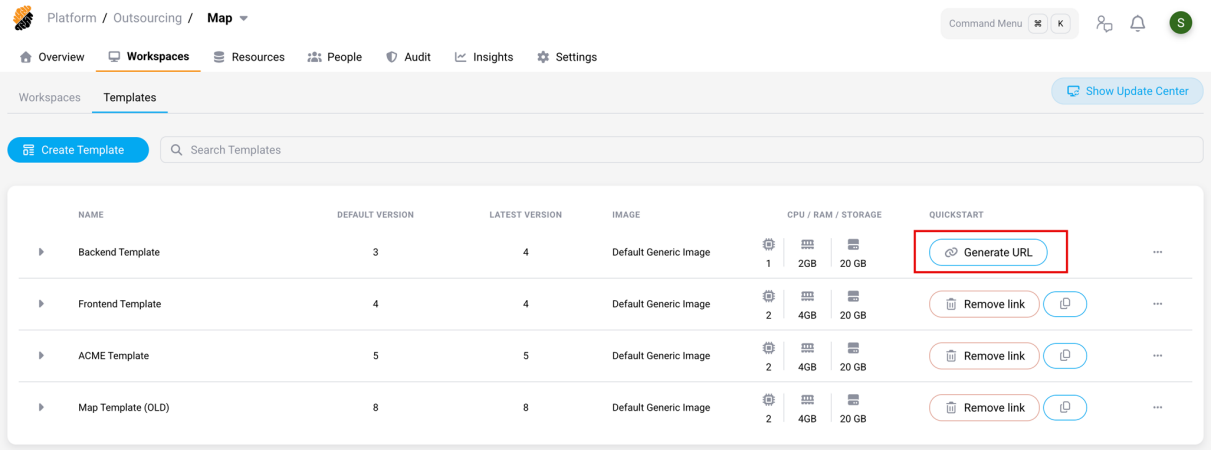 Platform / Outsourcing / Map
Command Menu ⌘ K
S
Overview Workspaces Resources People Audit Insights Settings
Workspaces Templates
Show Update Center
Create Template
Search Templates
NAME DEFAULT VERSION LATEST VERSION IMAGE CPU / RAM / STORAGE QUICKSTART
Backend Template 3 4 Default Generic Image 1 2GB 20 GB Generate URL ...
Frontend Template 4 4 Default Generic Image 2 4GB 20 GB Remove link ...
ACME Template 5 5 Default Generic Image 2 4GB 20 GB Remove link ...
Map Template (OLD) 8 8 Default Generic Image 2 4GB 20 GB Remove link ...